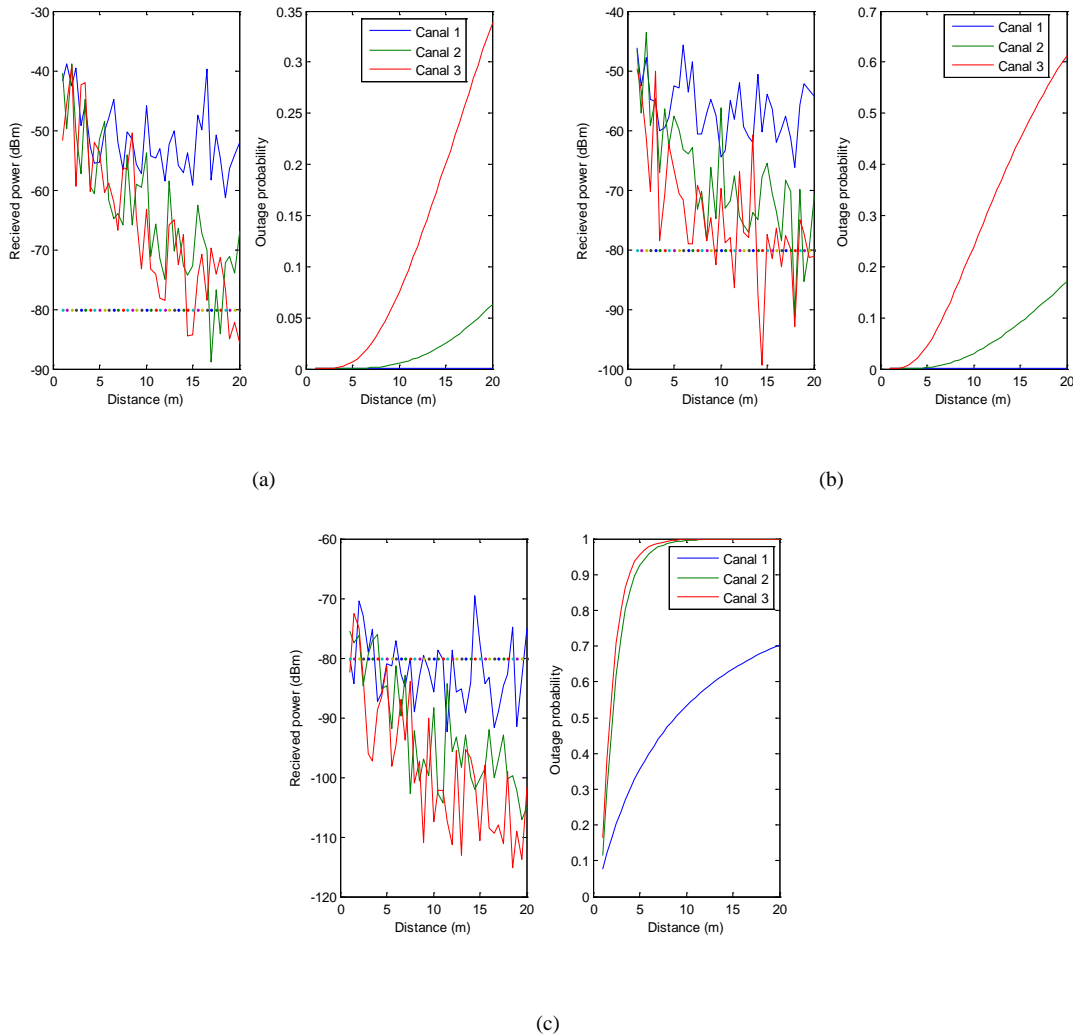 -30
-40
-50
-60
-70
-80
-90
0 5 10 15 20
Distance (m)
Recieved power (dBm)
0.35
0.3
0.25
0.2
0.15
0.1
0.05
0
0 5 10 15 20
Distance (m)
Outage probability
Canal 1
Canal 2
Canal 3
(a)
-40
-50
-60
-70
-80
-90
-100
0 5 10 15 20
Distance (m)
Recieved power (dBm)
0.7
0.6
0.5
0.4
0.3
0.2
0.1
0
0 5 10 15 20
Distance (m)
Outage probability
Canal 1
Canal 2
Canal 3
(b)
-60
-70
-80
-90
-100
-110
-120
0 5 10 15 20
Distance (m)
Recieved power (dBm)
1
0.9
0.8
0.7
0.6
0.5
0.4
0.3
0.2
0.1
0
0 5 10 15 20
Distance (m)
Outage probability
Canal 1
Canal 2
Canal 3
(c)